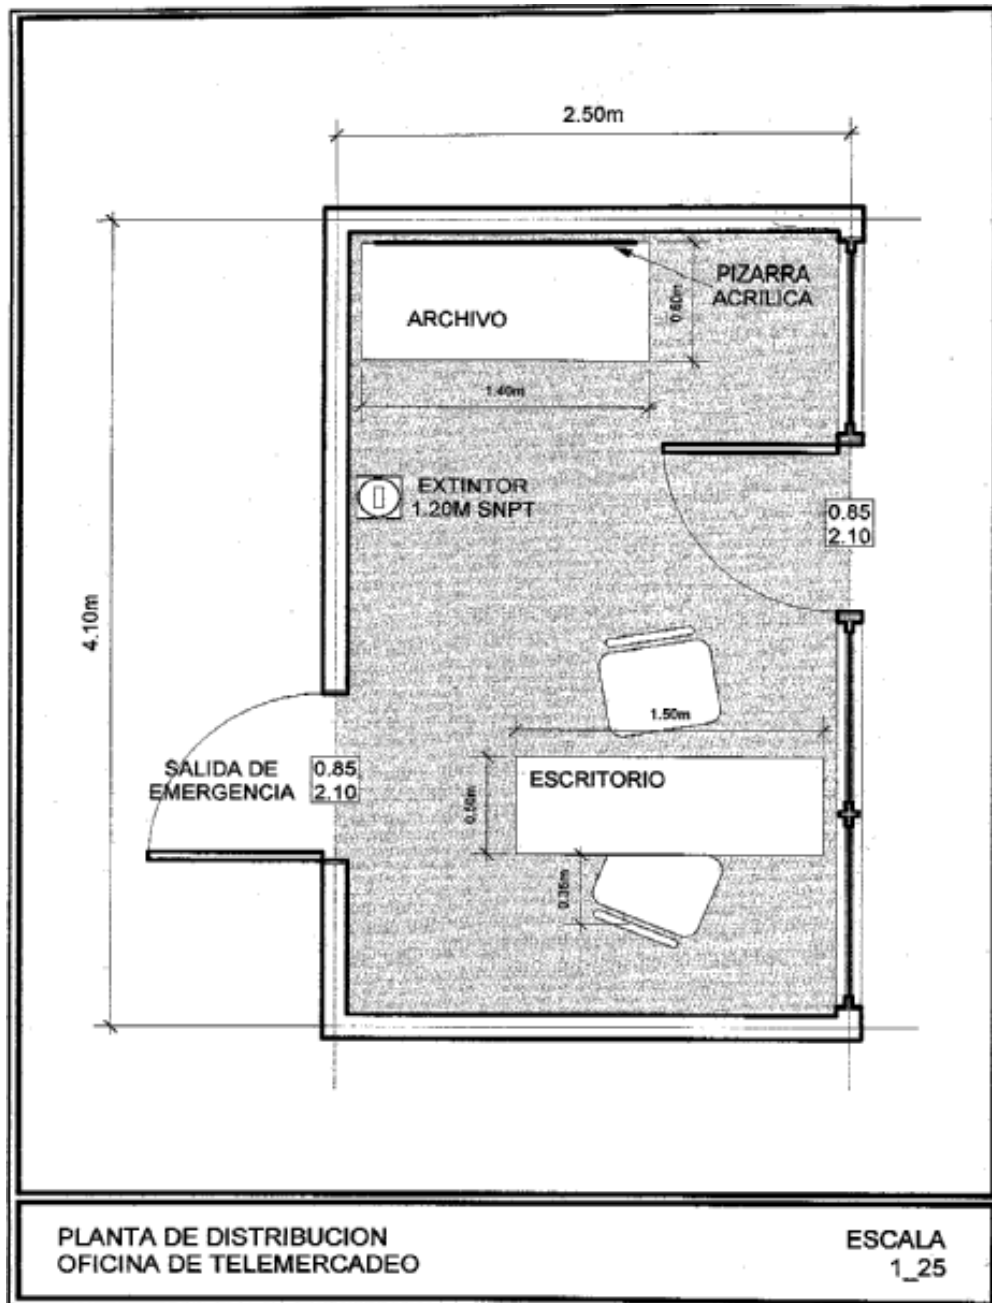 2.50m
PIZARRA
ACRILICA
ARCHIVO
0.60m
1.40m
EXTINTOR
1.20M SNPT
0.85
2.10
4.10m
1.50m
SALIDA DE
EMERGENCIA
0.85
2.10
ESCRITORIO
0.50m
0.35m
PLANTA DE DISTRIBUCION
OFICINA DE TELEMERCADEO
ESCALA
1_25